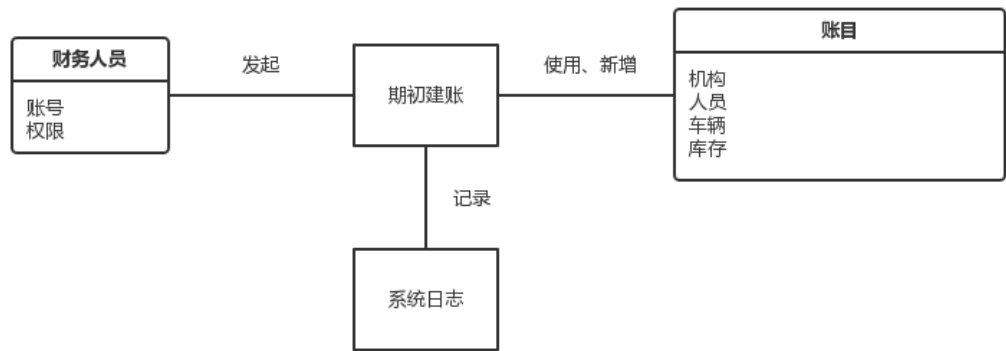 账目
财务人员
发起
期初建账
使用、新增
机构
人员
车辆
库存
账号
权限
记录
系统日志